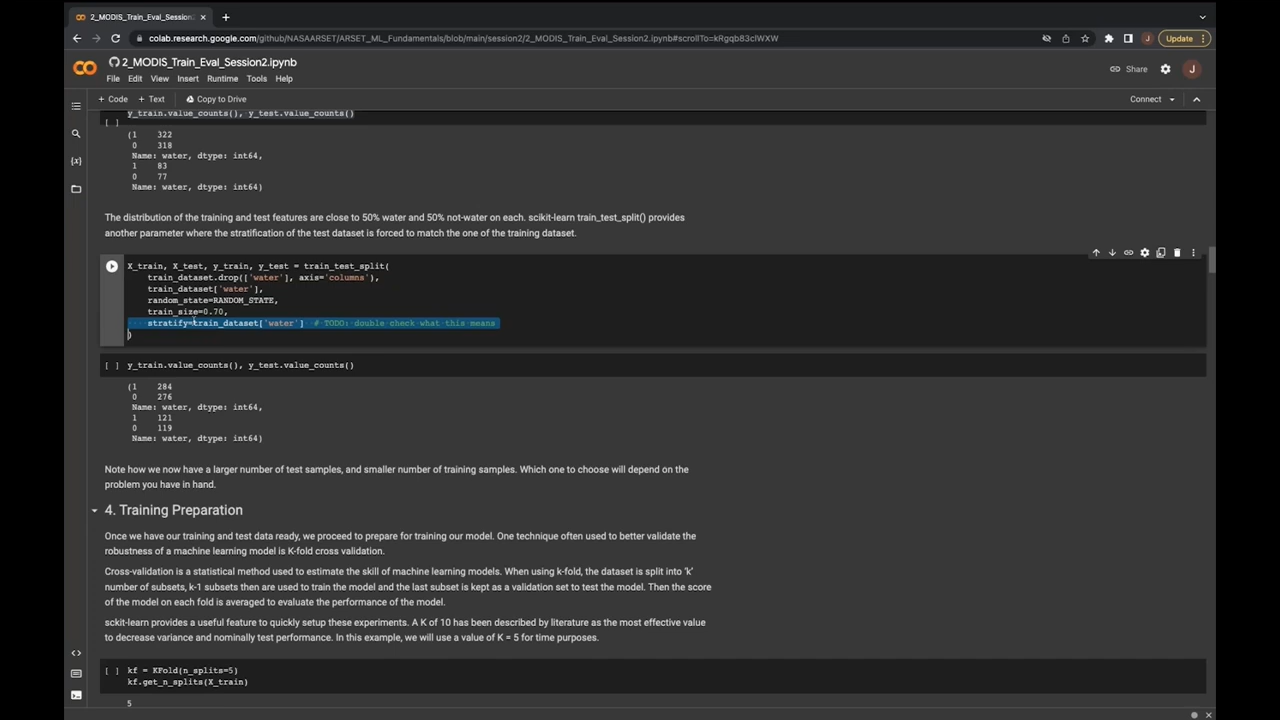 2_MODIS_Train_Eval_Session2
colab.research.google.com/github/NASAARSET/ARSET_ML_Fundamentals/blob/main/session2/2_MODIS_Train_Eval_Session2.ipynb#scrollTo=kRgqb83clWXW
J
Update
2_MODIS_Train_Eval_Session2.ipynb
Share
J
File Edit View Insert Runtime Tools Help
+ Code + Text Copy to Drive
Connect
y_train.value_counts(), y_test.value_counts()
[ ]
(1 322
0 318
Name: water, dtype: int64,
1 83
0 77
Name: water, dtype: int64)
The distribution of the training and test features are close to 50% water and 50% not-water on each. scikit-learn train_test_split() provides
another parameter where the stratification of the test dataset is forced to match the one of the training dataset.
X_train, X_test, y_train, y_test = train_test_split(
train_dataset.drop(['water'], axis='columns'),
train_dataset['water'],
random_state=RANDOM_STATE,
train_size=0.70,
stratify=train_dataset['water'] # TODO: double check what this means
)
[ ] y_train.value_counts(), y_test.value_counts()
(1 284
0 276
Name: water, dtype: int64,
1 121
0 119
Name: water, dtype: int64)
Note how we now have a larger number of test samples, and smaller number of training samples. Which one to choose will depend on the
problem you have in hand.
4. Training Preparation
Once we have our training and test data ready, we proceed to prepare for training our model. One technique often used to better validate the
robustness of a machine learning model is K-fold cross validation.
Cross-validation is a statistical method used to estimate the skill of machine learning models. When using k-fold, the dataset is split into 'k'
number of subsets, k-1 subsets then are used to train the model and the last subset is kept as a validation set to test the model. Then the score
of the model on each fold is averaged to evaluate the performance of the model.
sckit-learn provides a useful feature to quickly setup these experiments. A K of 10 has been described by literature as the most effective value
to decrease variance and nominally test performance. In this example, we will use a value of K = 5 for time purposes.
[ ] kf = KFold(n_splits=5)
kf.get_n_splits(X_train)
5